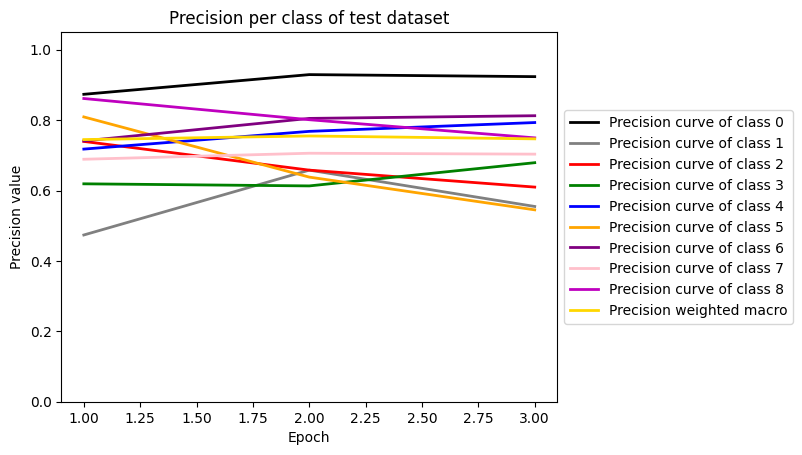 Precision per class of test dataset
1.0
0.8
0.6
0.4
0.2
0.0
Precision value
1.00 1.25 1.50 1.75 2.00 2.25 2.50 2.75 3.00
Epoch
Precision curve of class 0
Precision curve of class 1
Precision curve of class 2
Precision curve of class 3
Precision curve of class 4
Precision curve of class 5
Precision curve of class 6
Precision curve of class 7
Precision curve of class 8
Precision weighted macro